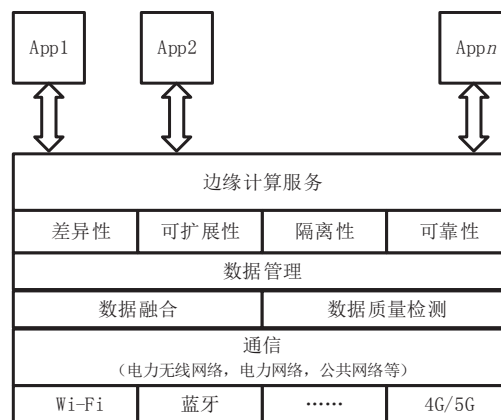 App1 App2 Appn
边缘计算服务
差异性 可扩展性 隔离性 可靠性
数据管理
数据融合 数据质量检测
通信
（电力无线网络，电力网络，公共网络等）
Wi-Fi 蓝牙 …… 4G/5G